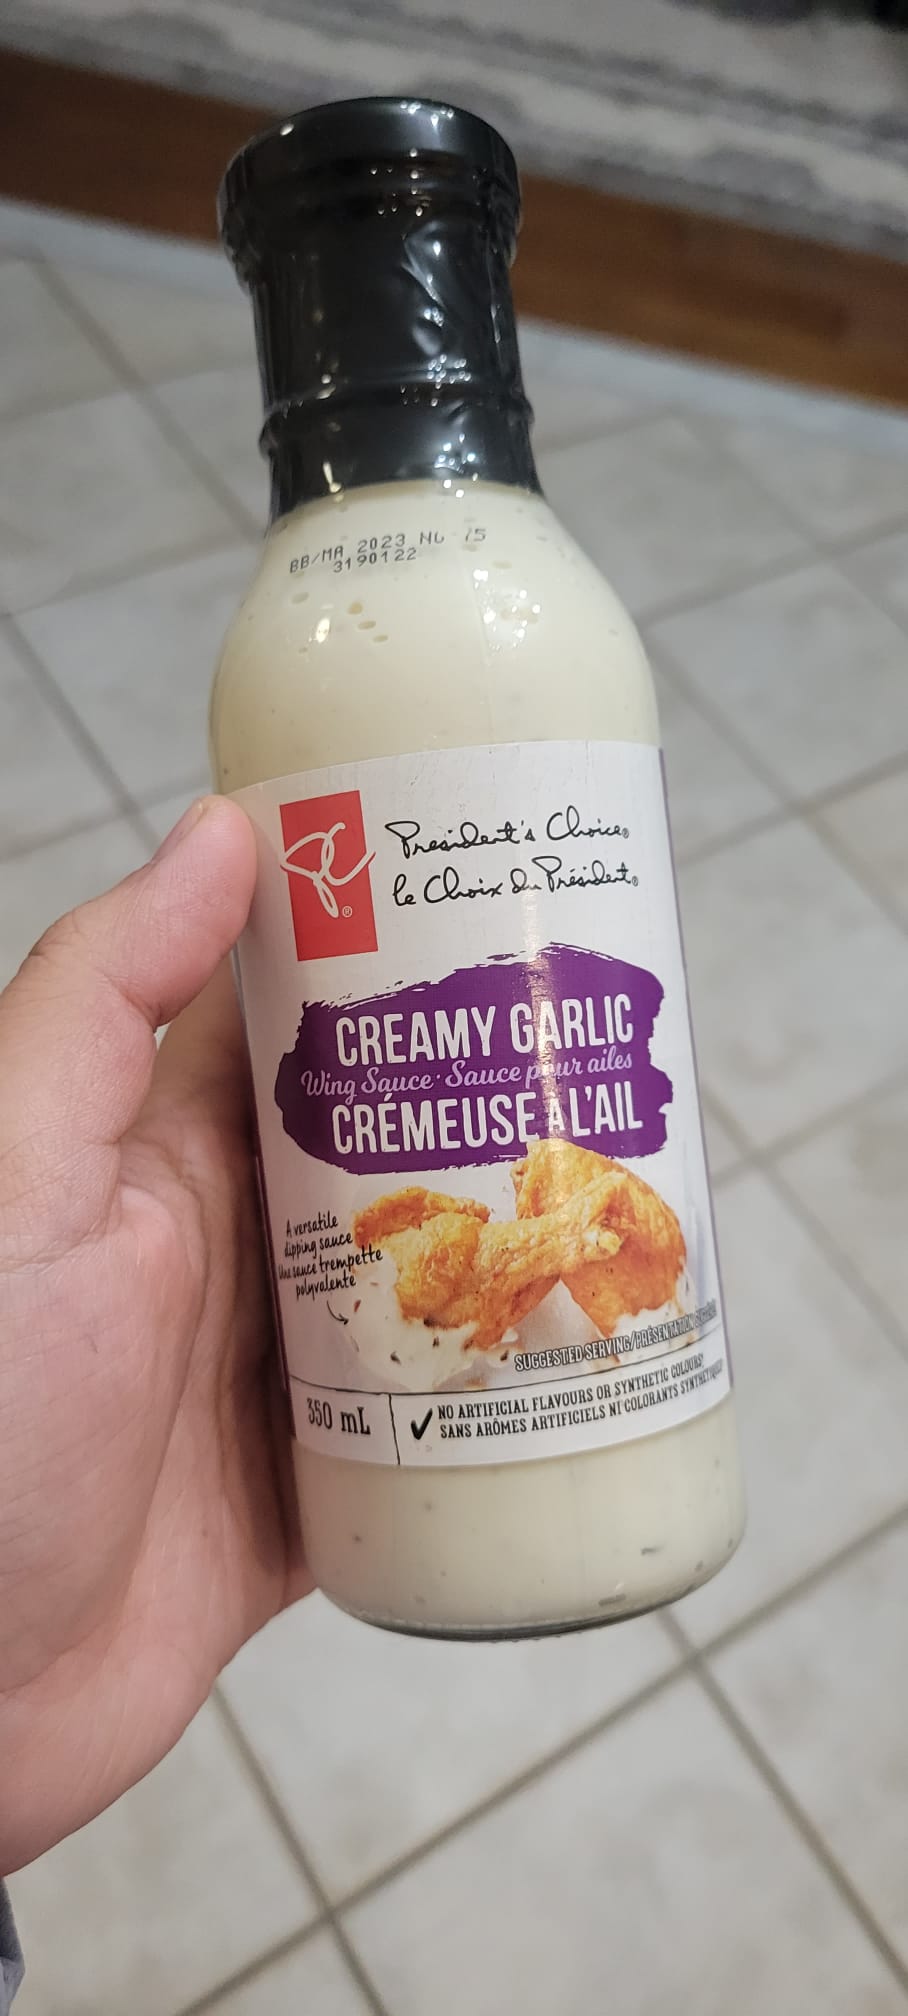 BB/MA 2023 NO 15
3190122
PC®
President's Choice®
le Choix du Président®
CREAMY GARLIC
Wing Sauce · Sauce pour ailes
CRÉMEUSE À L'AIL
A versatile
dipping sauce
Une sauce trempette
polyvalente
SUGGESTED SERVING/PRÉSENTATION
350 mL
NO ARTIFICIAL FLAVOURS OR SYNTHETIC COLOURS
SANS ARÔMES ARTIFICIELS NI COLORANTS SYNTHÉTIQUES